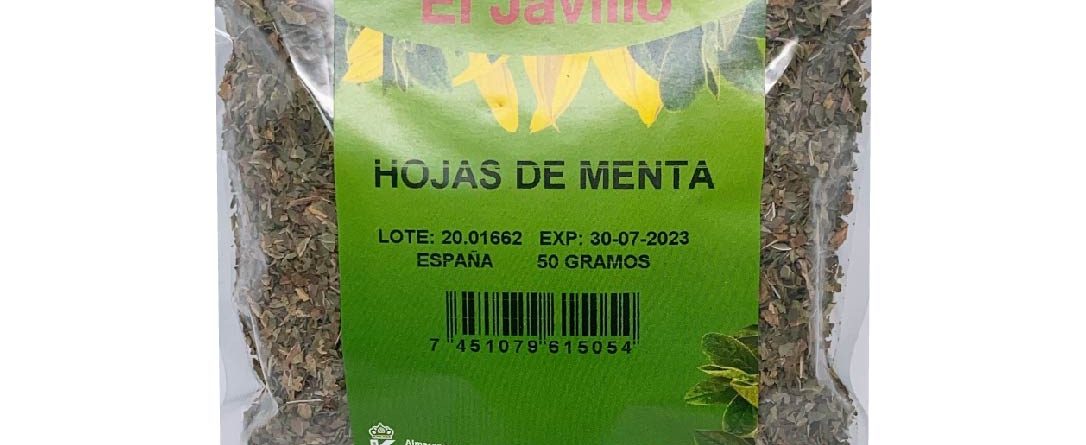 El Javillo
HOJAS DE MENTA
LOTE: 20.01662 EXP: 30-07-2023
ESPAÑA 50 GRAMOS
7 451079 615054